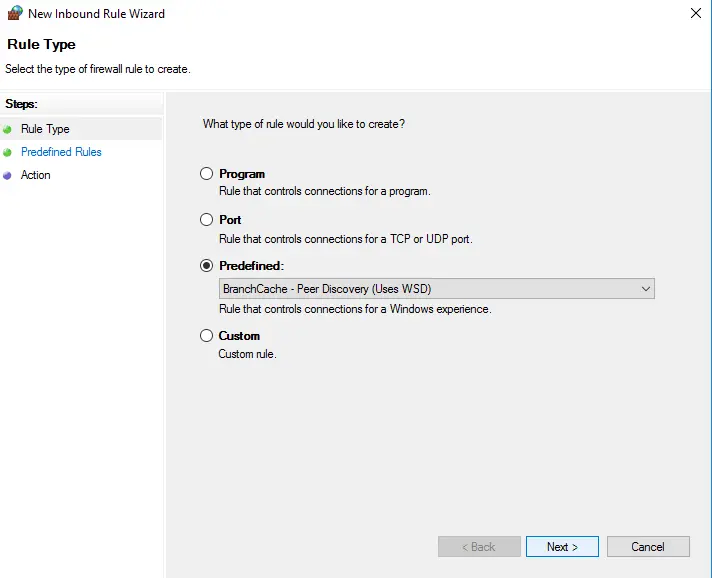 New Inbound Rule Wizard
Rule Type
Select the type of firewall rule to create.
Steps:
Rule Type
Predefined Rules
Action
What type of rule would you like to create?
Program
Rule that controls connections for a program.
Port
Rule that controls connections for a TCP or UDP port.
Predefined:
BranchCache - Peer Discovery (Uses WSD)
Rule that controls connections for a Windows experience.
Custom
Custom rule.
< Back
Next >
Cancel